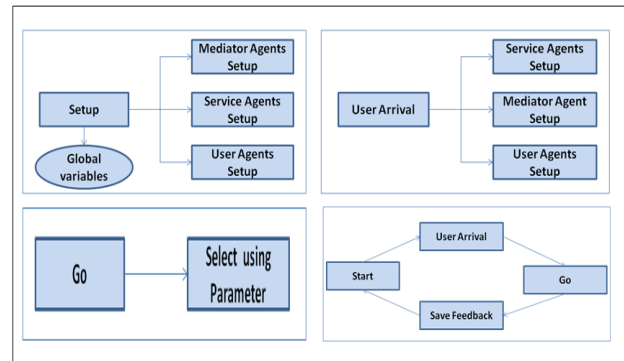 Mediator Agents
Setup
Setup
Service Agents
Setup
Global
variables
User Agents
Setup
Service Agents
Setup
User Arrival
Mediator Agent
Setup
User Agents
Setup
Go
Select using
Parameter
User Arrival
Start
Go
Save Feedback